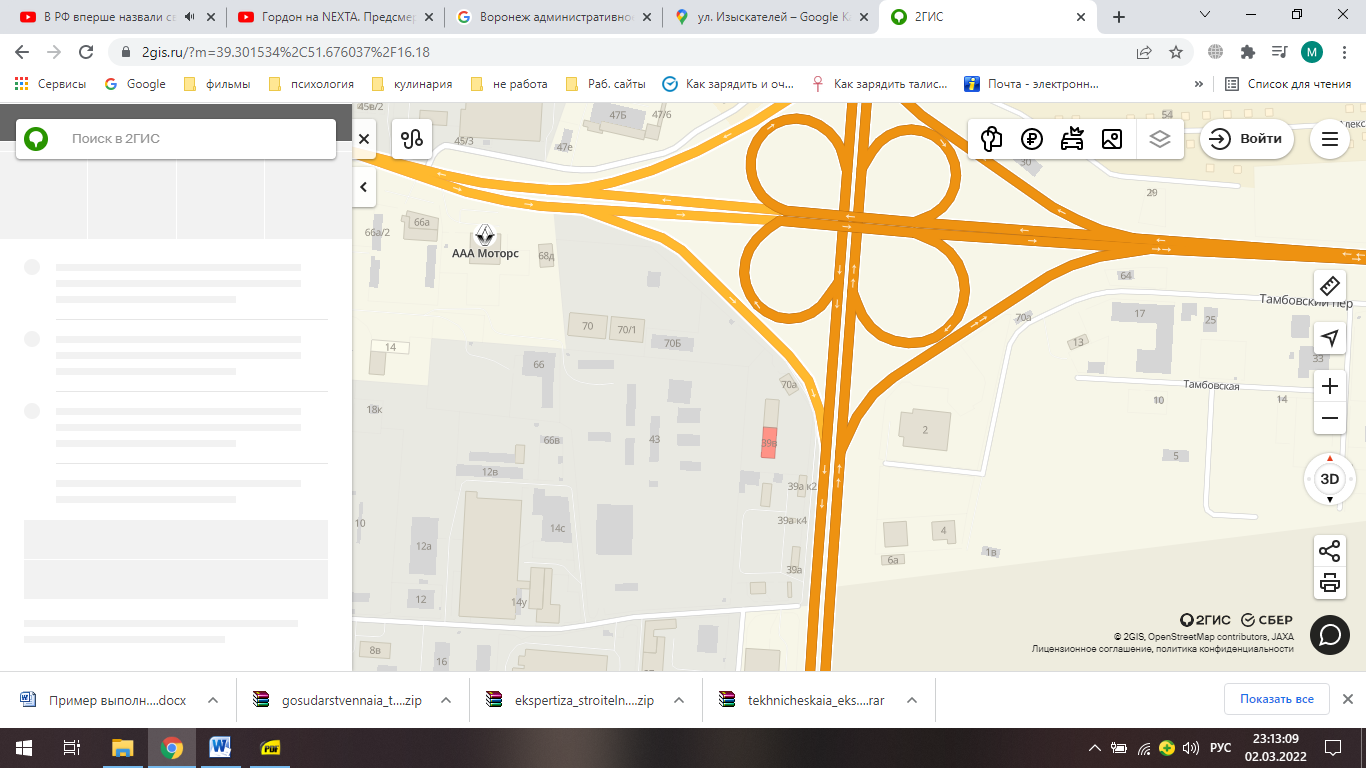 В РФ впервe назвали св
Гордон на NEXTA. Предсмер
Воронеж административно
ул. Изыскателей – Google К
2ГИС
2gis.ru/?m=39.301534%2C51.676037%2F16.18
M
Сервисы
Google
фильмы
психология
кулинария
не работа
Раб. сайты
Как зарядить и оч...
Как зарядить талис...
Почта - электронн...
»
Список для чтения
Поиск в 2ГИС
Войти
45/3
47Б
47/6
47е
54
30
29
66а/2
66а
ААА Моторс
68д
64
Тамбовский пер
70
70/1
70Б
70а
17
25
14
66
70а
13
33
Тамбовская
18к
10
14
43
39в
2
66в
12в
5
3D
39а к2
10
14с
39а к4
12а
4
1в
6а
39а
12
14у
8в
16
2ГИС СБЕР
© 2GIS, OpenStreetMap contributors, JAXA
Лицензионное соглашение, политика конфиденциальности
Пример выполн....docx
gosudarstvennaia_t....zip
ekspertiza_stroiteln....zip
tekhnicheskaia_eks....rar
Показать все
PDF
РУС
23:13:09
02.03.2022